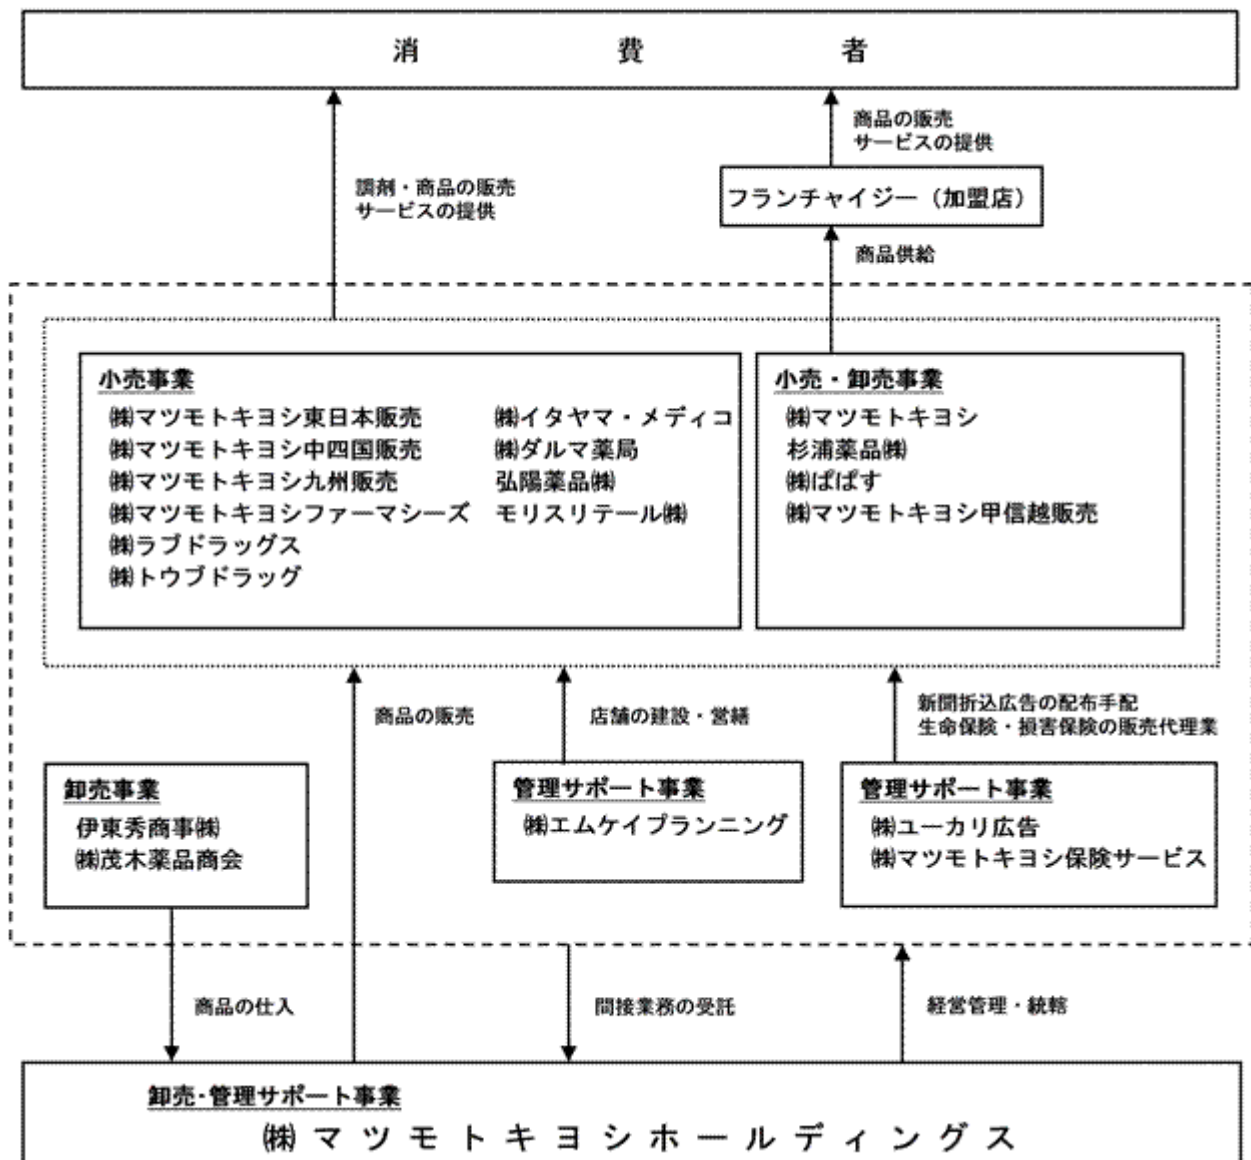 消費者
商品の販売
サービスの提供
調剤・商品の販売
サービスの提供
フランチャイジー（加盟店）
商品供給
小売事業
㈱マツモトキヨシ東日本販売
㈱マツモトキヨシ中四国販売
㈱マツモトキヨシ九州販売
㈱マツモトキヨシファーマシーズ
㈱ラブドラッグス
㈱トウブドラッグ
㈱イタヤマ・メディコ
㈱ダルマ薬局
弘陽薬品㈱
モリスリテール㈱
小売・卸売事業
㈱マツモトキヨシ
杉浦薬品㈱
㈱ぱぱす
㈱マツモトキヨシ甲信越販売
商品の販売
店舗の建設・営繕
新聞折込広告の配布手配
生命保険・損害保険の販売代理業
卸売事業
伊東秀商事㈱
㈱茂木薬品商会
管理サポート事業
㈱エムケイプランニング
管理サポート事業
㈱ユーカリ広告
㈱マツモトキヨシ保険サービス
商品の仕入
間接業務の受託
経営管理・統轄
卸売・管理サポート事業
㈱マツモトキヨシホールディングス